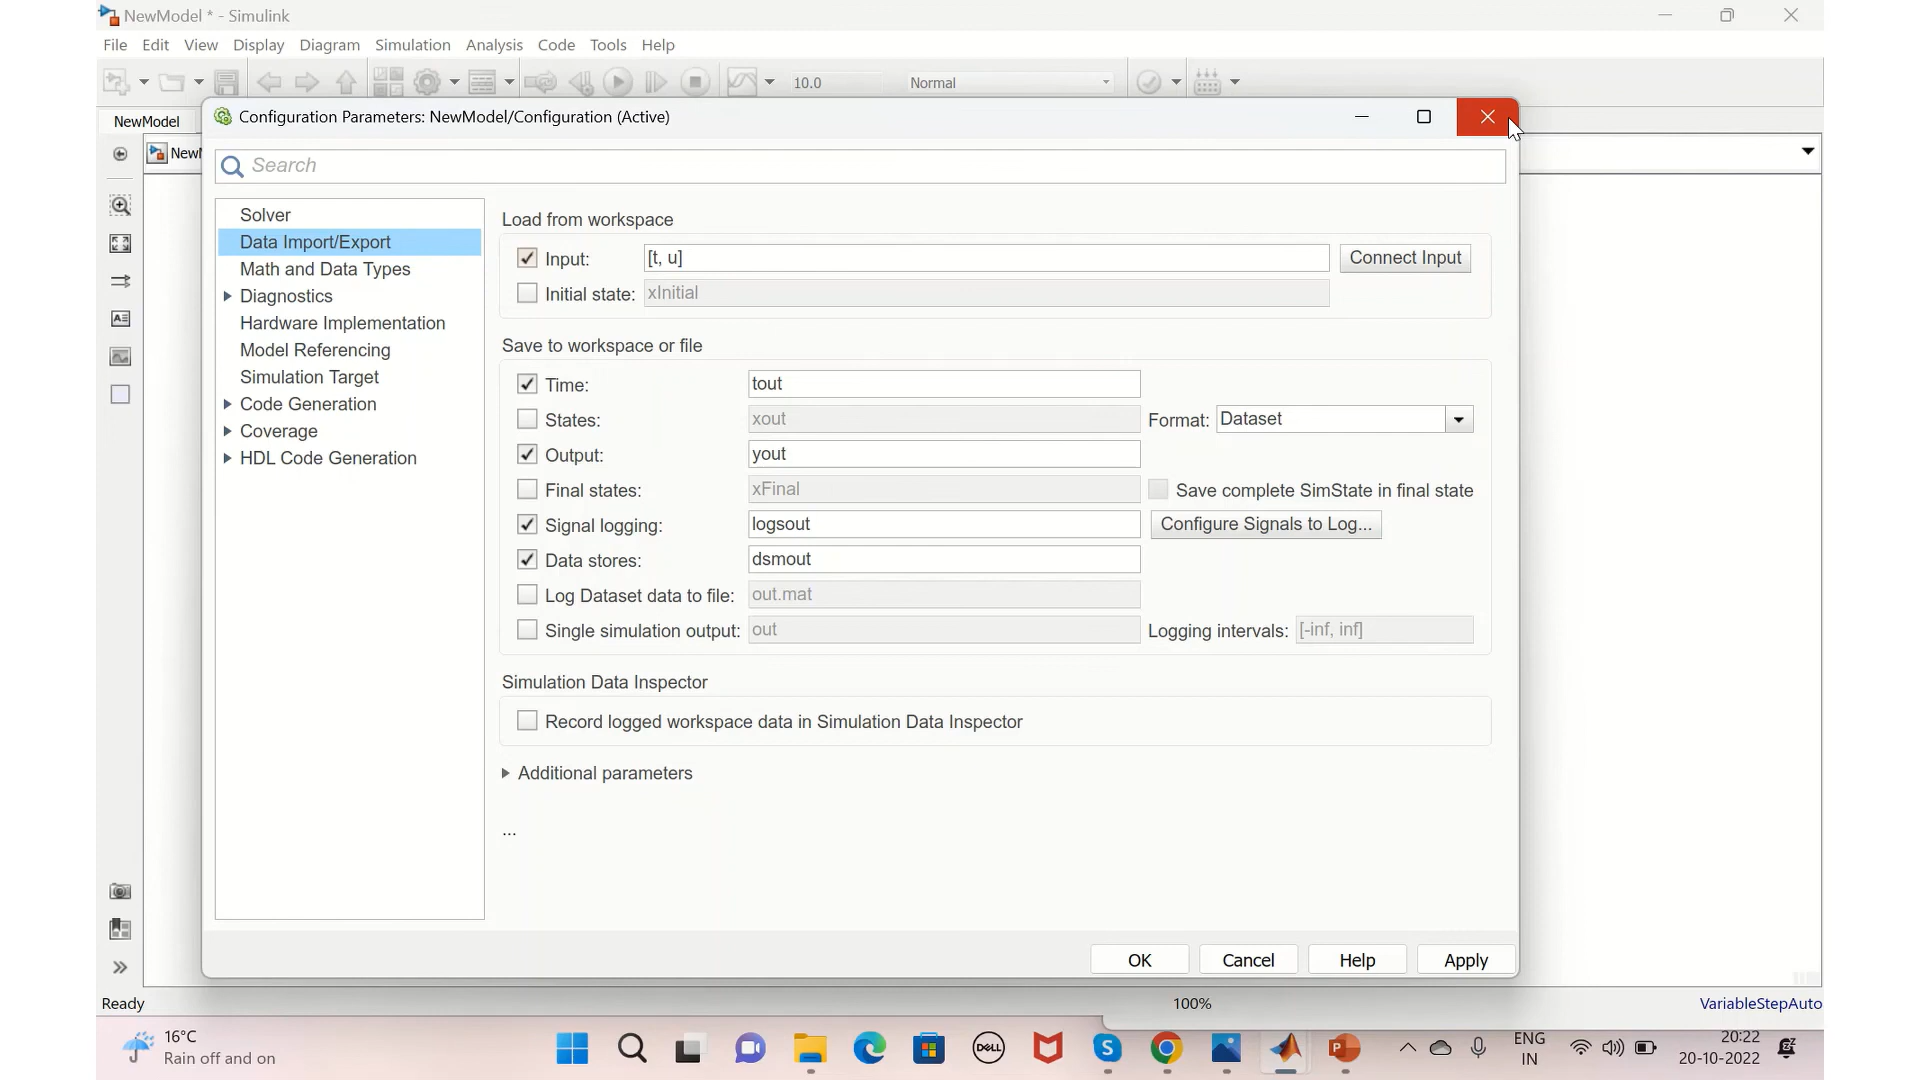 NewModel * - Simulink
File Edit View Display Diagram Simulation Analysis Code Tools Help
10.0 Normal
NewModel
Configuration Parameters: NewModel/Configuration (Active)
NewM
Search
Solver
Data Import/Export
Math and Data Types
Diagnostics
Hardware Implementation
Model Referencing
Simulation Target
Code Generation
Coverage
HDL Code Generation
Load from workspace
Input: [t, u] Connect Input
Initial state: xInitial
Save to workspace or file
Time: tout
States: xout Format: Dataset
Output: yout
Final states: xFinal Save complete SimState in final state
Signal logging: logsout Configure Signals to Log...
Data stores: dsmout
Log Dataset data to file: out.mat
Single simulation output: out Logging intervals: [-inf, inf]
Simulation Data Inspector
Record logged workspace data in Simulation Data Inspector
Additional parameters
...
OK Cancel Help Apply
Ready 100% VariableStepAuto
16°C
Rain off and on
DELL
ENG
IN
20:22
20-10-2022